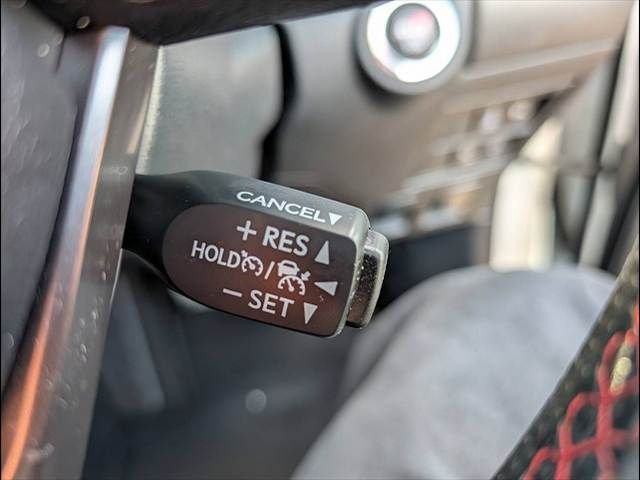 CANCEL▼
+ RES ▲
HOLD / ◀
− SET ▼